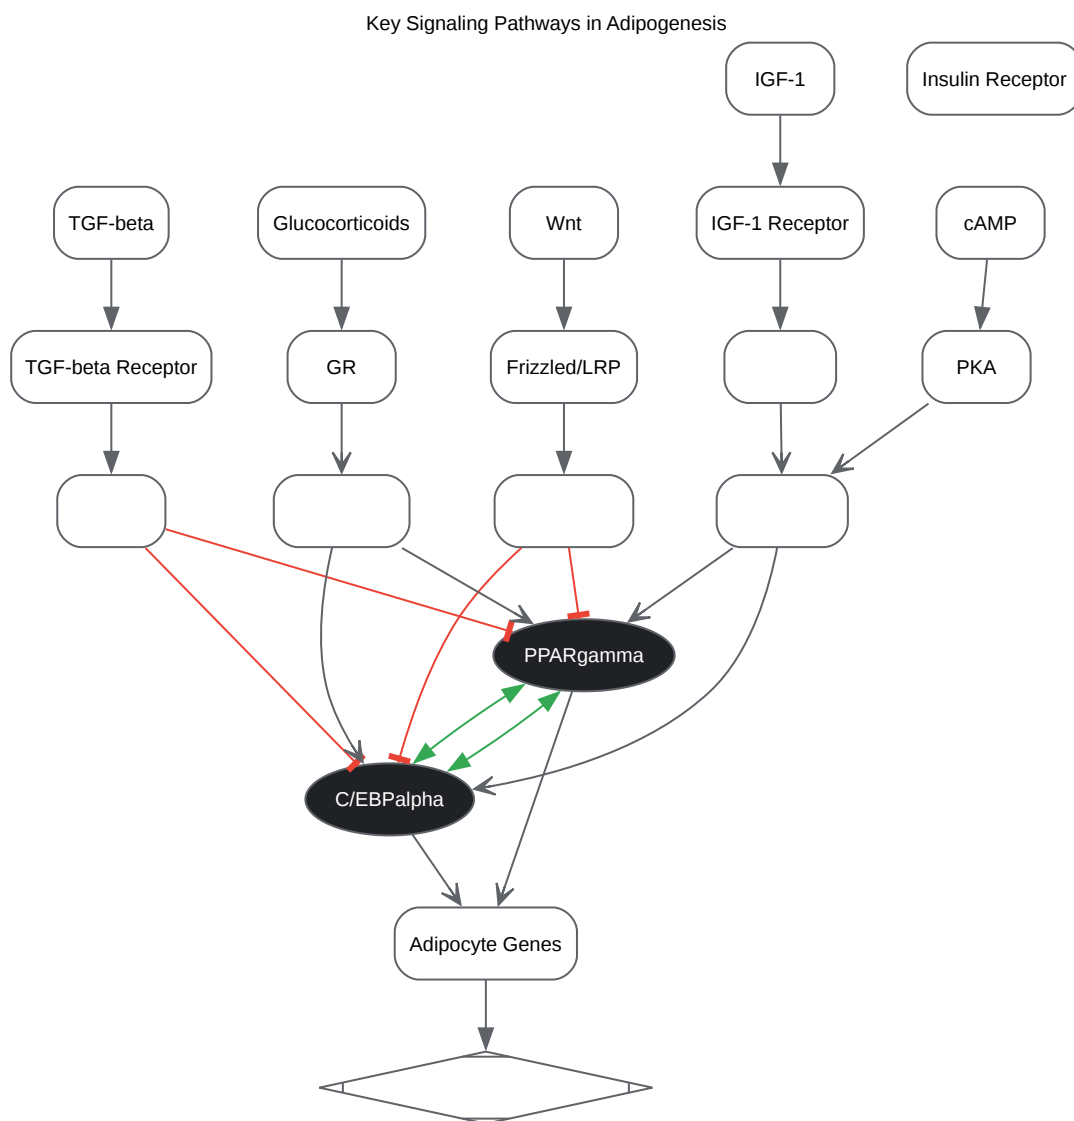 Key Signaling Pathways in Adipogenesis
IGF-1
Insulin Receptor
TGF-beta
Glucocorticoids
Wnt
IGF-1 Receptor
cAMP
TGF-beta Receptor
GR
Frizzled/LRP
PKA
PPARgamma
C/EBPalpha
Adipocyte Genes